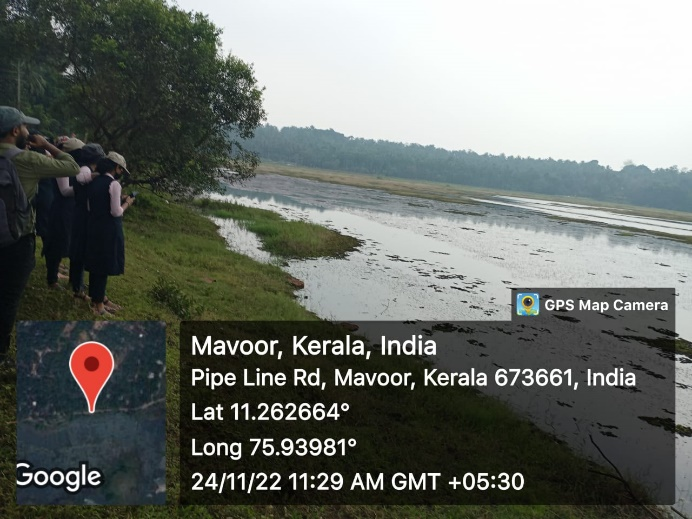 GPS Map Camera
Mavoor, Kerala, India
Pipe Line Rd, Mavoor, Kerala 673661, India
Lat 11.262664°
Long 75.93981°
24/11/22 11:29 AM GMT +05:30
Google